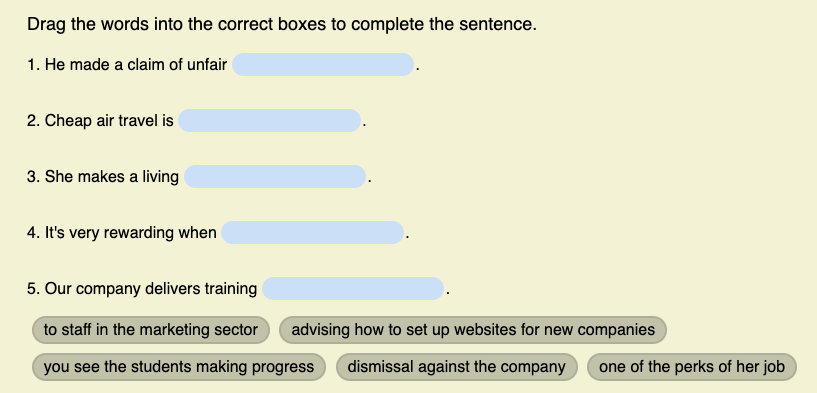 Drag the words into the correct boxes to complete the sentence.
1. He made a claim of unfair .
2. Cheap air travel is .
3. She makes a living .
4. It's very rewarding when .
5. Our company delivers training .
to staff in the marketing sector advising how to set up websites for new companies
you see the students making progress dismissal against the company one of the perks of her job